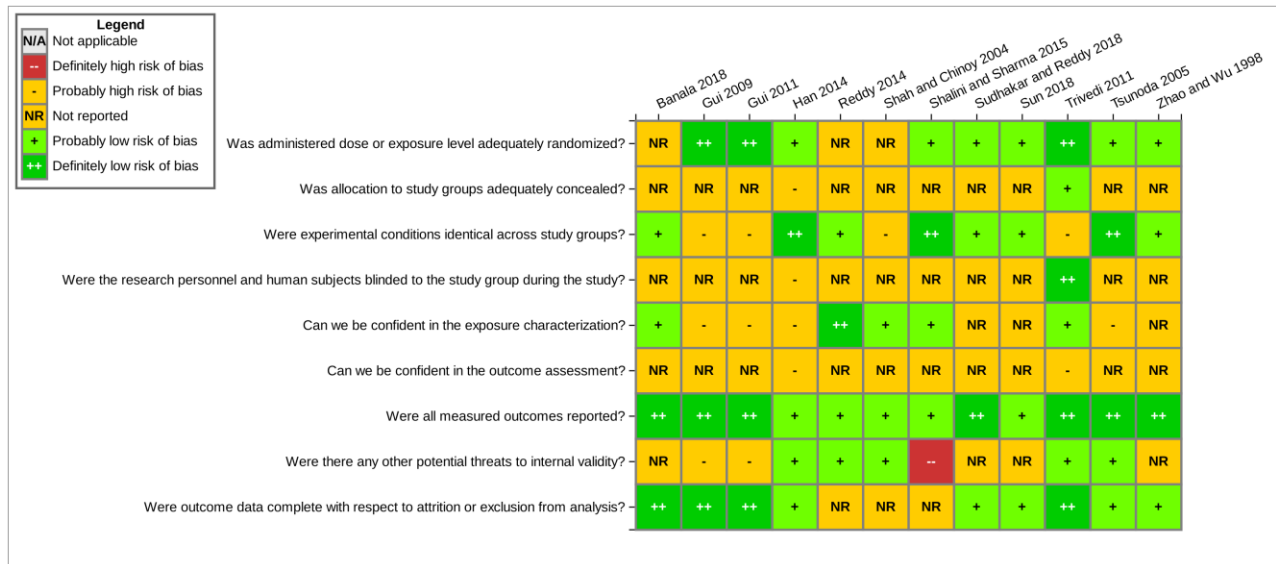 Legend
N/A Not applicable
-- Definitely high risk of bias
- Probably high risk of bias
NR Not reported
+ Probably low risk of bias
++ Definitely low risk of bias
Banala 2018
Gui 2009
Gui 2011
Han 2014
Reddy 2014
Shah and Chinoy 2004
Shalini and Sharma 2015
Sudhakar and Reddy 2018
Sun 2018
Trivedi 2011
Tsunoda 2005
Zhao and Wu 1998
Was administered dose or exposure level adequately randomized? NR ++ ++ + NR NR + + + ++ + +
Was allocation to study groups adequately concealed? NR NR NR - NR NR NR NR NR + NR NR
Were experimental conditions identical across study groups? + - - ++ + - ++ + + - ++ +
Were the research personnel and human subjects blinded to the study group during the study? NR NR NR - NR NR NR NR NR ++ NR NR
Can we be confident in the exposure characterization? + - - - ++ + + NR NR + - NR
Can we be confident in the outcome assessment? NR NR NR - NR NR NR NR NR - NR NR
Were all measured outcomes reported? ++ ++ ++ + + + + ++ + ++ ++ ++
Were there any other potential threats to internal validity? NR - - + + + -- NR NR + + NR
Were outcome data complete with respect to attrition or exclusion from analysis? ++ ++ ++ + NR NR NR + + ++ + +